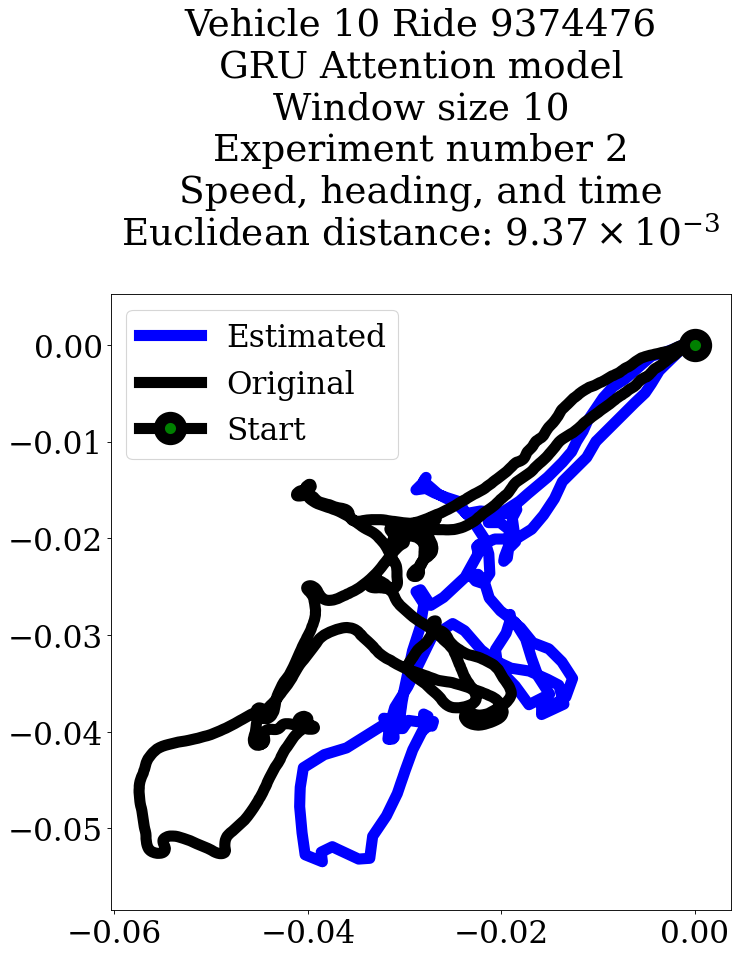 Vehicle 10 Ride 9374476
GRU Attention model
Window size 10
Experiment number 2
Speed, heading, and time
Euclidean distance: 9.37 × 10⁻³
Estimated
Original
Start
0.00
−0.01
−0.02
−0.03
−0.04
−0.05
−0.06 −0.04 −0.02 0.00